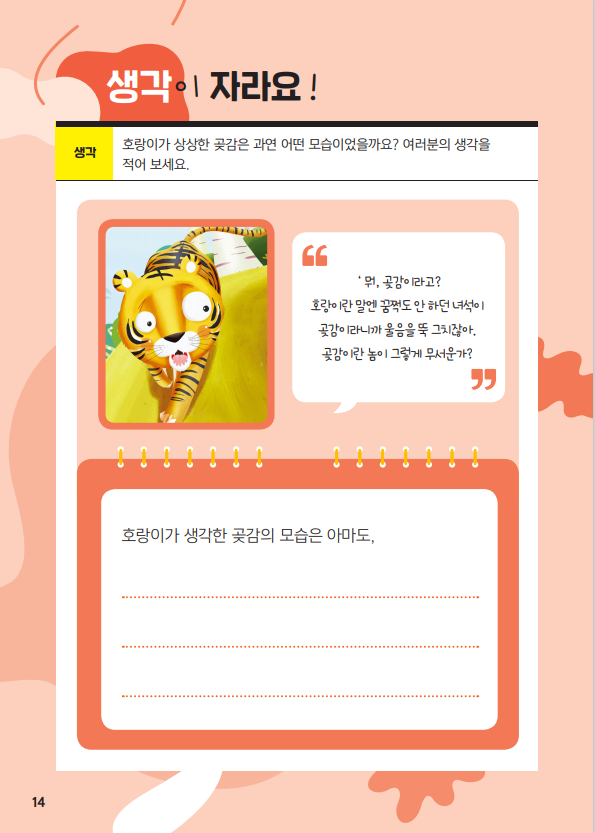 생각이 자라요!
생각
호랑이가 상상한 곶감은 과연 어떤 모습이었을까요? 여러분의 생각을
적어 보세요.
‘ 뭐, 곶감이라고?
호랑이란 말엔 꿈쩍도 안 하던 녀석이
곶감이라니까 울음을 뚝 그치잖아.
곶감이란 놈이 그렇게 무서운가?
호랑이가 생각한 곶감의 모습은 아마도,
14